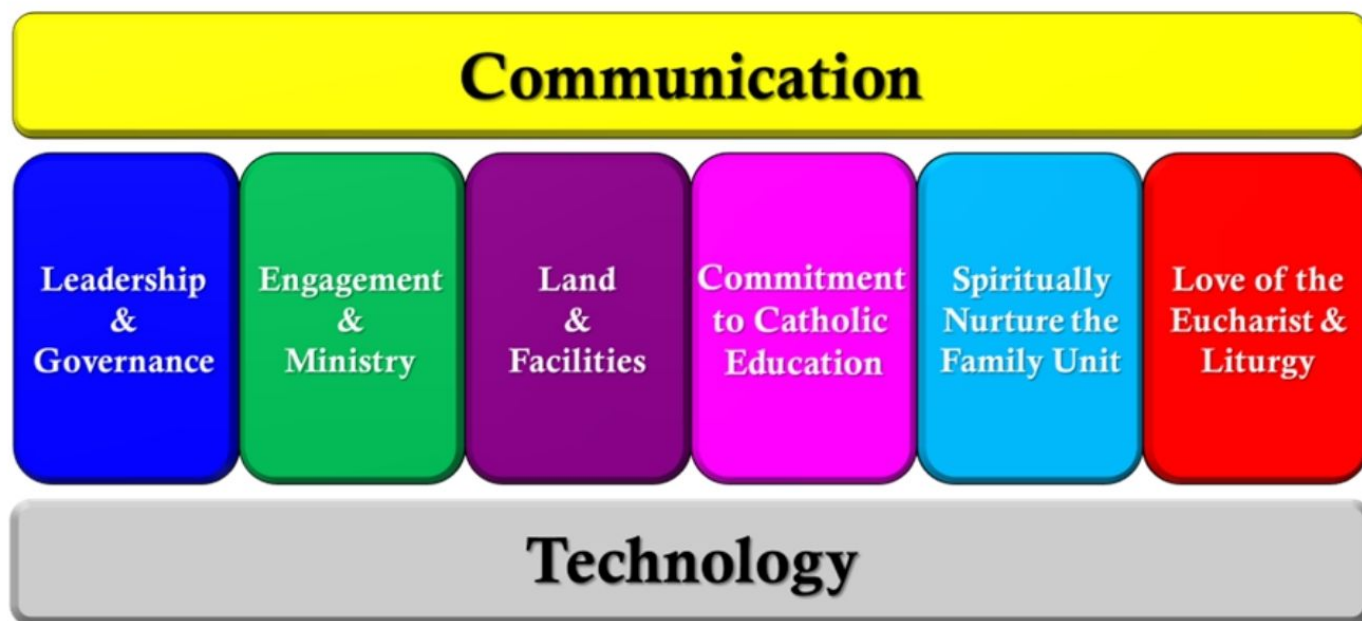 Communication
Leadership
&
Governance
Engagement
&
Ministry
Land
&
Facilities
Commitment
to Catholic
Education
Spiritually
Nurture the
Family Unit
Love of the
Eucharist &
Liturgy
Technology